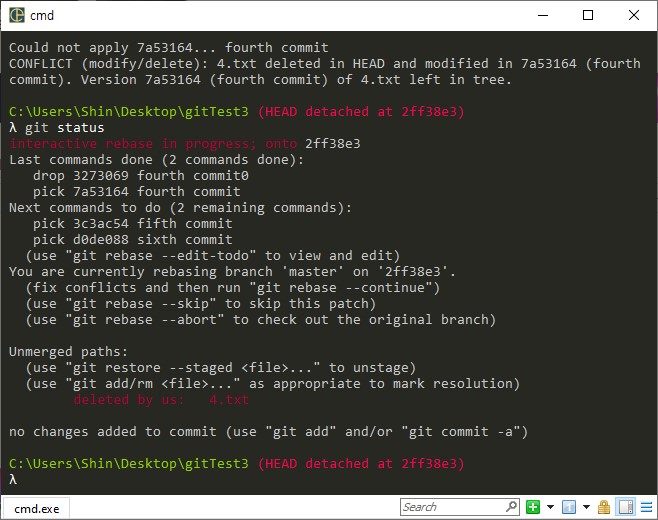 cmd
Could not apply 7a53164... fourth commit
CONFLICT (modify/delete): 4.txt deleted in HEAD and modified in 7a53164 (fourth
commit). Version 7a53164 (fourth commit) of 4.txt left in tree.
C:\Users\Shin\Desktop\gitTest3 (HEAD detached at 2ff38e3)
λ git status
interactive rebase in progress; onto 2ff38e3
Last commands done (2 commands done):
   drop 3273069 fourth commit0
   pick 7a53164 fourth commit
Next commands to do (2 remaining commands):
   pick 3c3ac54 fifth commit
   pick d0de088 sixth commit
  (use "git rebase --edit-todo" to view and edit)
You are currently rebasing branch 'master' on '2ff38e3'.
  (fix conflicts and then run "git rebase --continue")
  (use "git rebase --skip" to skip this patch)
  (use "git rebase --abort" to check out the original branch)
Unmerged paths:
  (use "git restore --staged <file>..." to unstage)
  (use "git add/rm <file>..." as appropriate to mark resolution)
        deleted by us:   4.txt
no changes added to commit (use "git add" and/or "git commit -a")
C:\Users\Shin\Desktop\gitTest3 (HEAD detached at 2ff38e3)
λ
cmd.exe
Search